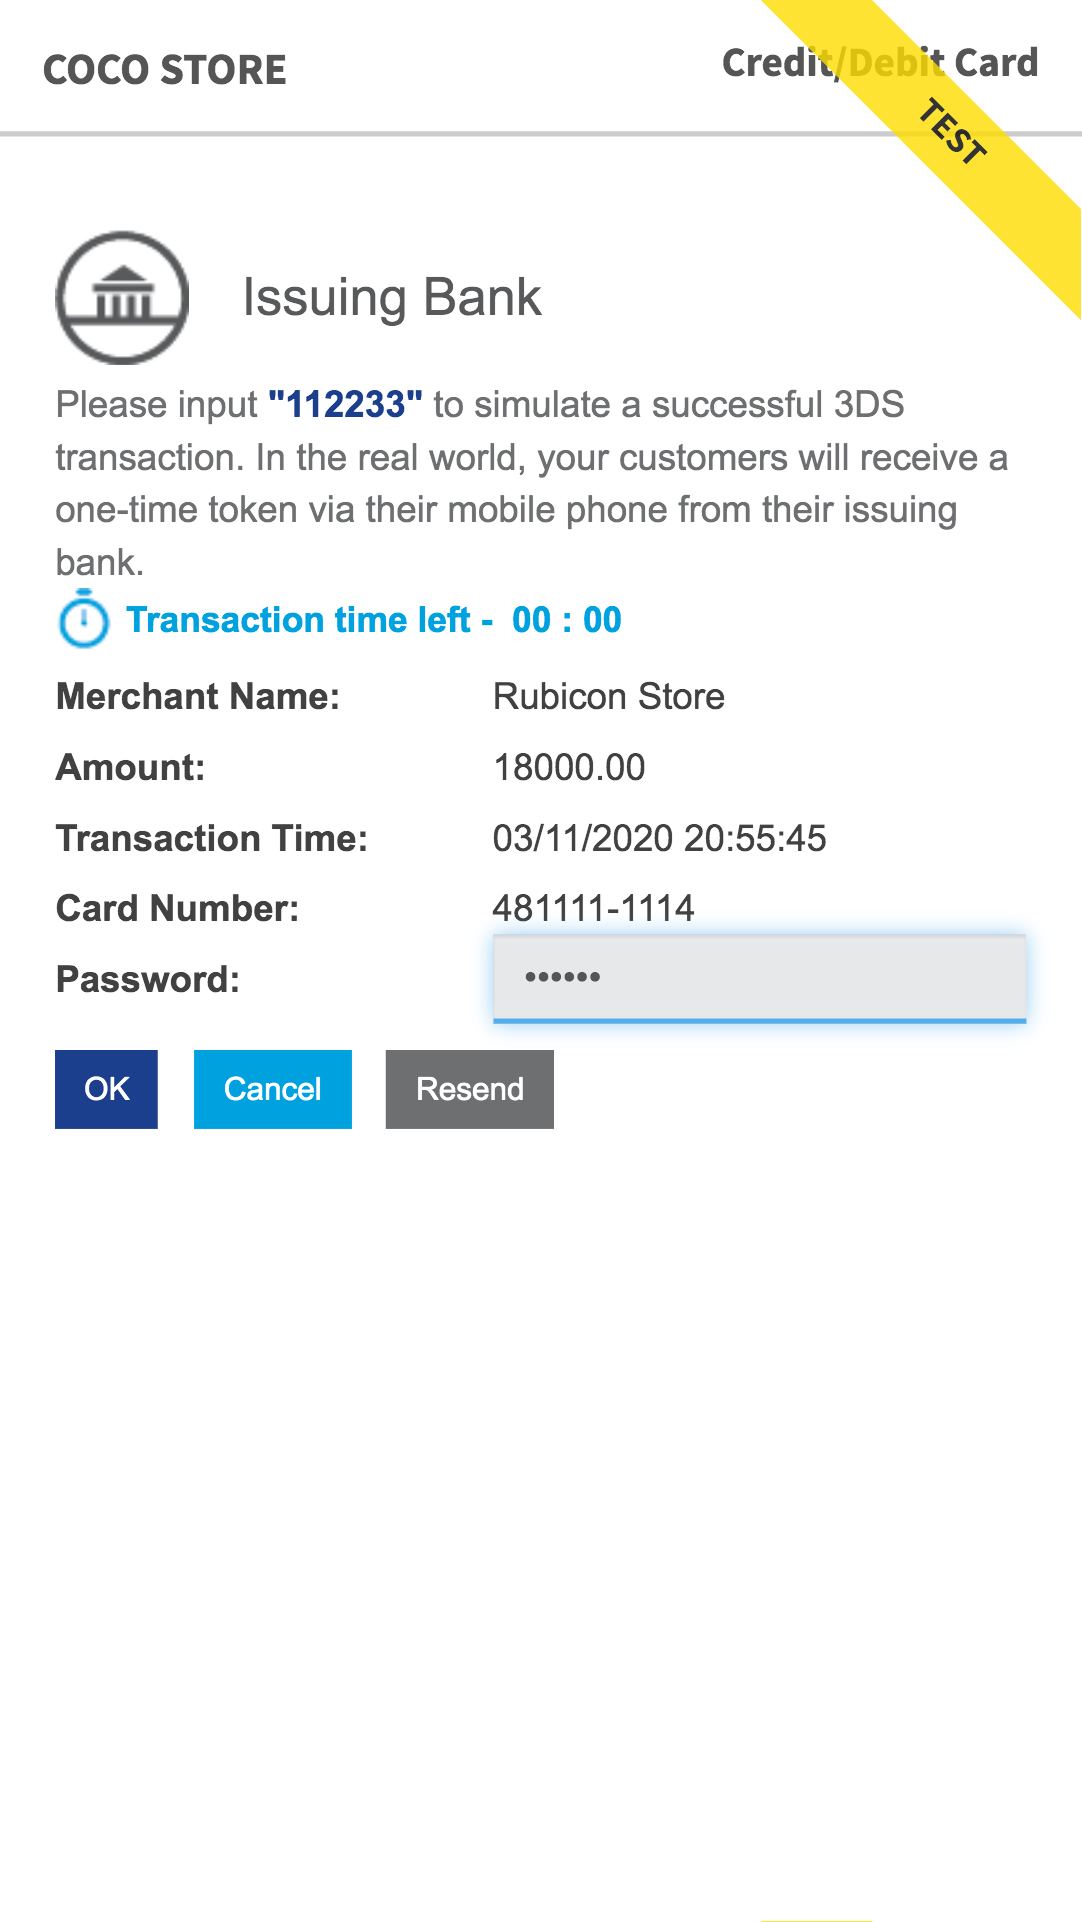 COCO STORE
Credit/Debit Card
TEST
Issuing Bank
Please input "112233" to simulate a successful 3DS
transaction. In the real world, your customers will receive a
one-time token via their mobile phone from their issuing
bank.
Transaction time left - 00 : 00
Merchant Name: Rubicon Store
Amount: 18000.00
Transaction Time: 03/11/2020 20:55:45
Card Number: 481111-1114
Password: ••••••
OK Cancel Resend